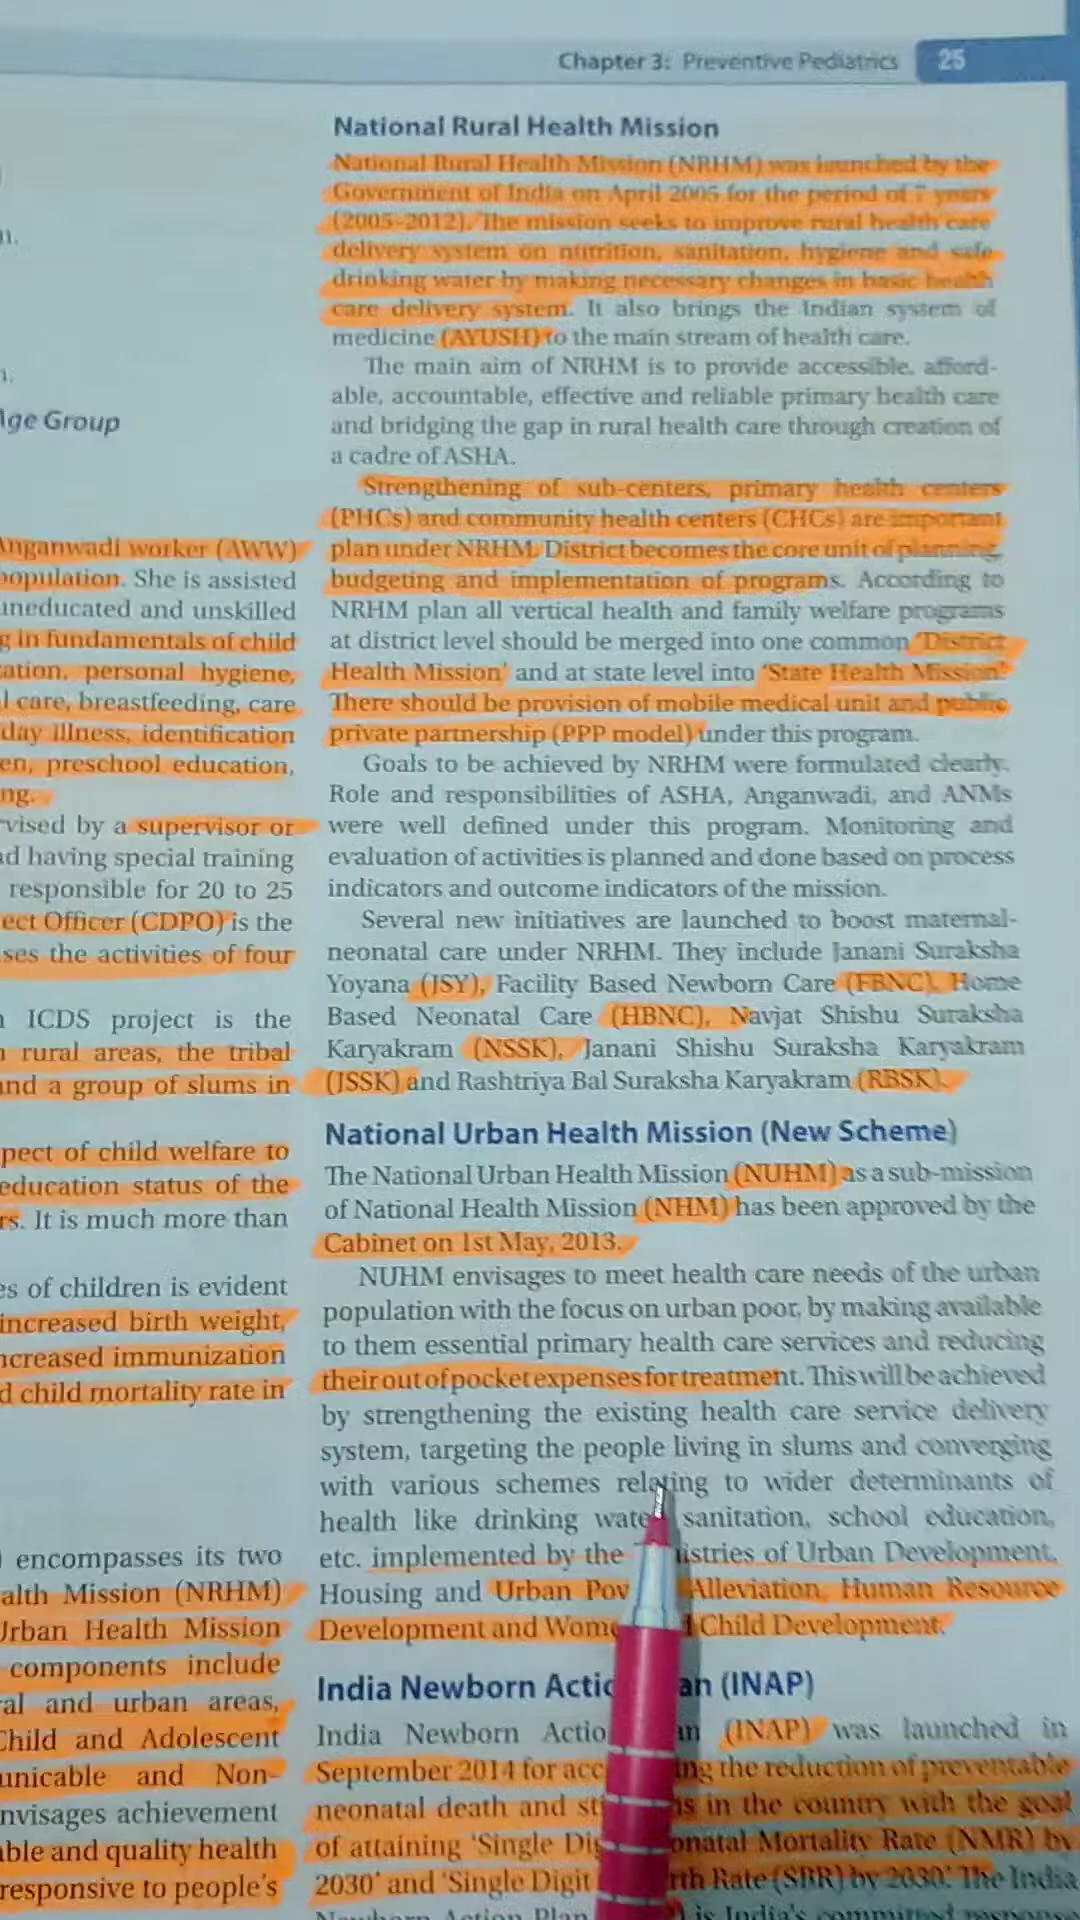 Chapter 3: Preventive Pediatrics 25
n.
n.
Age Group
Anganwadi worker (AWW)
population. She is assisted
uneducated and unskilled
g in fundamentals of child
ation, personal hygiene,
l care, breastfeeding, care
day illness, identification
en, preschool education,
ng.
rvised by a supervisor or
d having special training
responsible for 20 to 25
ect Officer (CDPO) is the
ses the activities of four
n ICDS project is the
n rural areas, the tribal
and a group of slums in
pect of child welfare to
education status of the
rs. It is much more than
es of children is evident
increased birth weight,
ncreased immunization
d child mortality rate in
) encompasses its two
alth Mission (NRHM)
Urban Health Mission
components include
al and urban areas,
Child and Adolescent
unicable and Non-
nvisages achievement
able and quality health
responsive to people's
National Rural Health Mission
National Rural Health Mission (NRHM) was launched by the
Government of India on April 2005 for the period of 7 years
(2005-2012). The mission seeks to improve rural health care
delivery system on nutrition, sanitation, hygiene and safe
drinking water by making necessary changes in basic health
care delivery system. It also brings the Indian system of
medicine (AYUSH) to the main stream of health care.
The main aim of NRHM is to provide accessible, afford-
able, accountable, effective and reliable primary health care
and bridging the gap in rural health care through creation of
a cadre of ASHA.
Strengthening of sub-centers, primary health centers
(PHCs) and community health centers (CHCs) are important
plan under NRHM. District becomes the core unit of planning,
budgeting and implementation of programs. According to
NRHM plan all vertical health and family welfare programs
at district level should be merged into one common 'District
Health Mission' and at state level into 'State Health Mission'.
There should be provision of mobile medical unit and public
private partnership (PPP model) under this program.
Goals to be achieved by NRHM were formulated clearly.
Role and responsibilities of ASHA, Anganwadi, and ANMs
were well defined under this program. Monitoring and
evaluation of activities is planned and done based on process
indicators and outcome indicators of the mission.
Several new initiatives are launched to boost maternal-
neonatal care under NRHM. They include Janani Suraksha
Yoyana (JSY), Facility Based Newborn Care (FBNC), Home
Based Neonatal Care (HBNC), Navjat Shishu Suraksha
Karyakram (NSSK), Janani Shishu Suraksha Karyakram
(JSSK) and Rashtriya Bal Suraksha Karyakram (RBSK).
National Urban Health Mission (New Scheme)
The National Urban Health Mission (NUHM) as a sub-mission
of National Health Mission (NHM) has been approved by the
Cabinet on 1st May, 2013.
NUHM envisages to meet health care needs of the urban
population with the focus on urban poor, by making available
to them essential primary health care services and reducing
their out of pocket expenses for treatment. This will be achieved
by strengthening the existing health care service delivery
system, targeting the people living in slums and converging
with various schemes relating to wider determinants of
health like drinking wate sanitation, school education,
etc. implemented by the istries of Urban Development,
Housing and Urban Pov Alleviation, Human Resource
Development and Wom d Child Development.
India Newborn Actio an (INAP)
India Newborn Actio an (INAP) was launched in
September 2014 for acc ing the reduction of preventable
neonatal death and sti s in the country with the goal
of attaining 'Single Dig onatal Mortality Rate (NMR) by
2030' and 'Single Digit rth Rate (SBR) by 2030'. The India
Newborn Action Plan ) is India's committed response